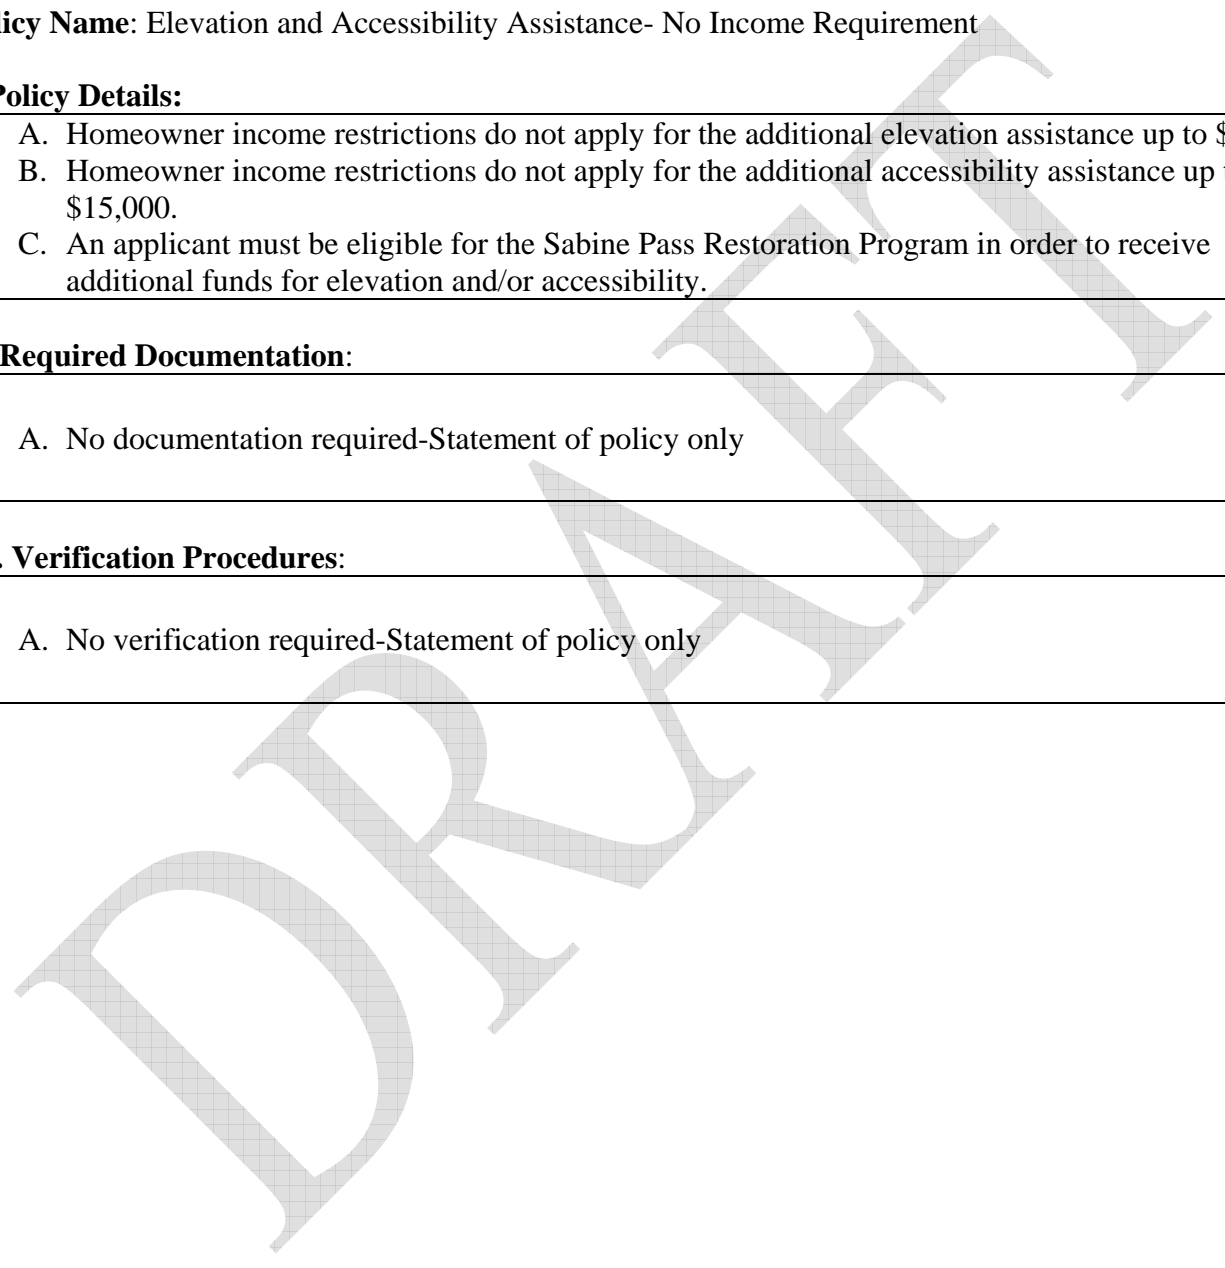 licy Name: Elevation and Accessibility Assistance- No Income Requirement
Policy Details:
A. Homeowner income restrictions do not apply for the additional elevation assistance up to $
B. Homeowner income restrictions do not apply for the additional accessibility assistance up
$15,000.
C. An applicant must be eligible for the Sabine Pass Restoration Program in order to receive
additional funds for elevation and/or accessibility.
Required Documentation:
A. No documentation required-Statement of policy only
. Verification Procedures:
A. No verification required-Statement of policy only
DRAFT